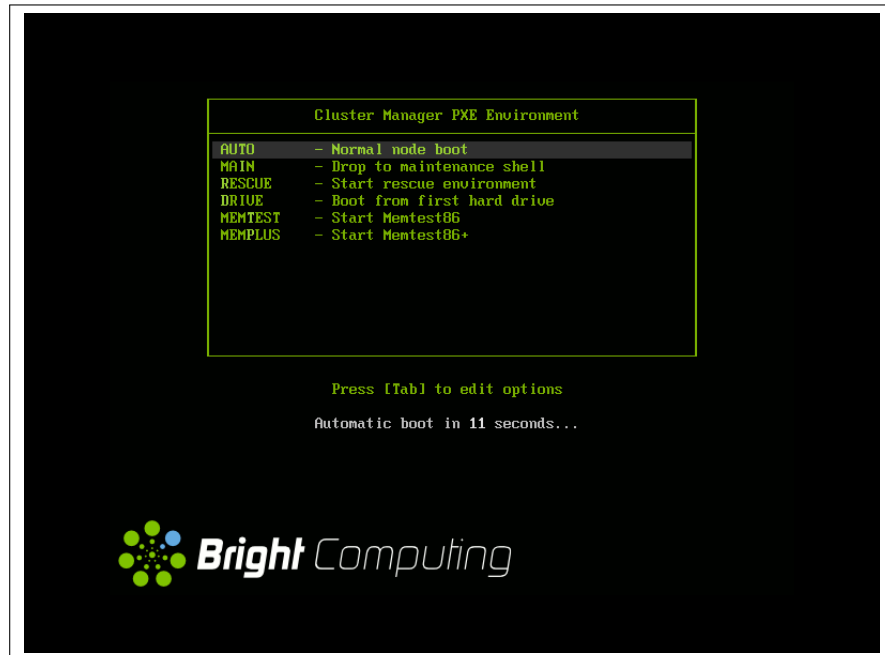 Cluster Manager PXE Environment
AUTO - Normal node boot
MAIN - Drop to maintenance shell
RESCUE - Start rescue environment
DRIVE - Boot from first hard drive
MEMTEST - Start Memtest86
MEMPLUS - Start Memtest86+
Press [Tab] to edit options
Automatic boot in 11 seconds...
Bright Computing